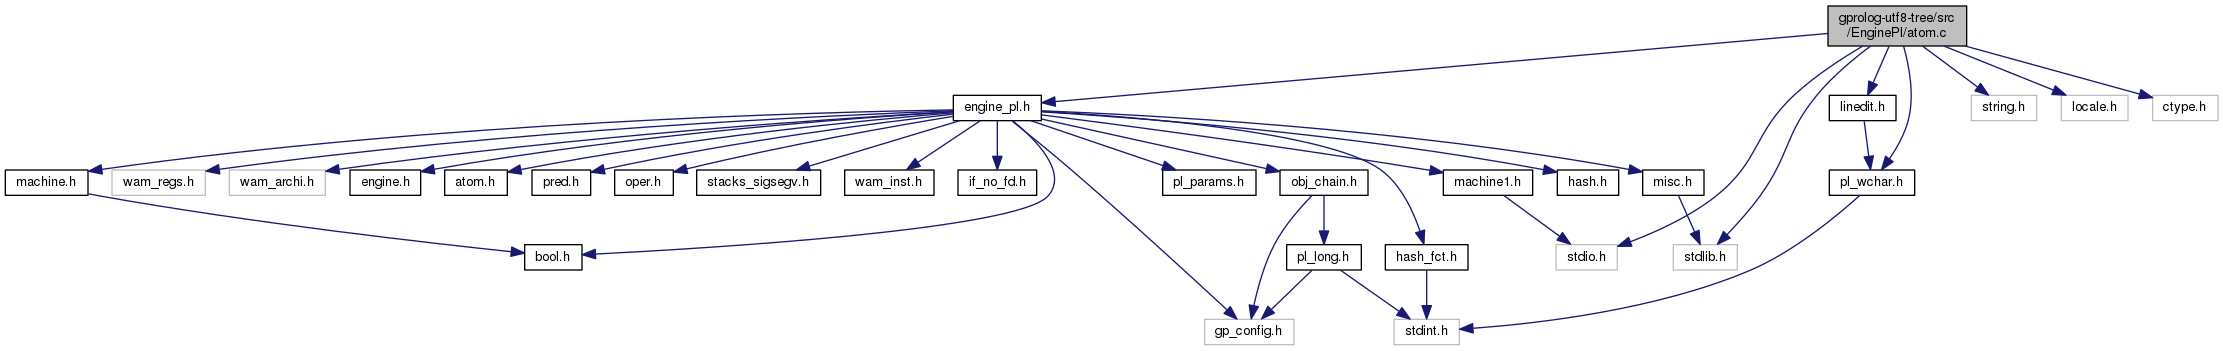 gprolog-utf8-tree/src
/EnginePl/atom.c
engine_pl.h
linedit.h
string.h
locale.h
ctype.h
machine.h
wam_regs.h
wam_archi.h
engine.h
atom.h
pred.h
oper.h
stacks_sigsegv.h
wam_inst.h
if_no_fd.h
pl_params.h
obj_chain.h
machine1.h
hash.h
misc.h
pl_wchar.h
bool.h
pl_long.h
hash_fct.h
stdio.h
stdlib.h
gp_config.h
stdint.h